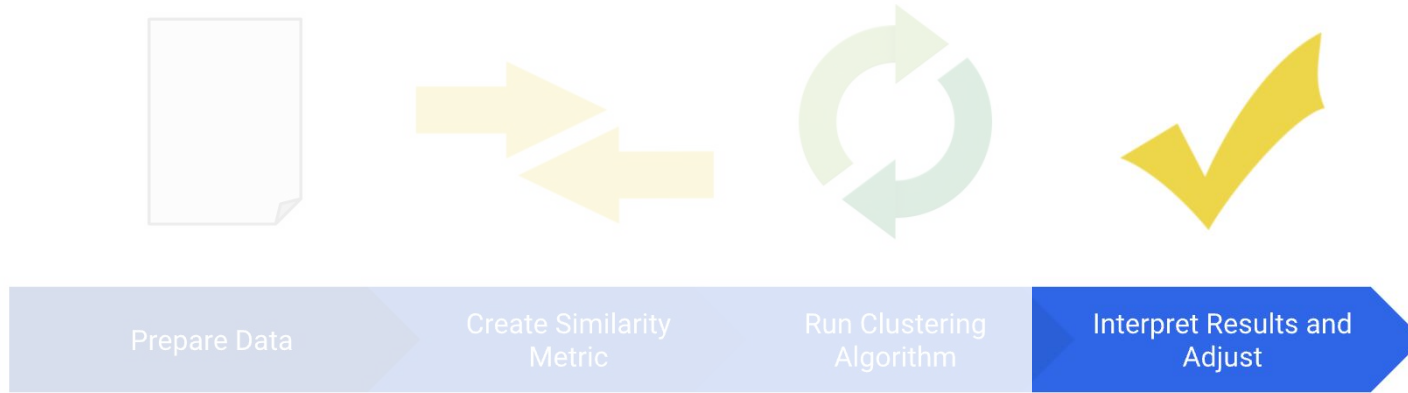 Prepare Data
Create Similarity
Metric
Run Clustering
Algorithm
Interpret Results and
Adjust